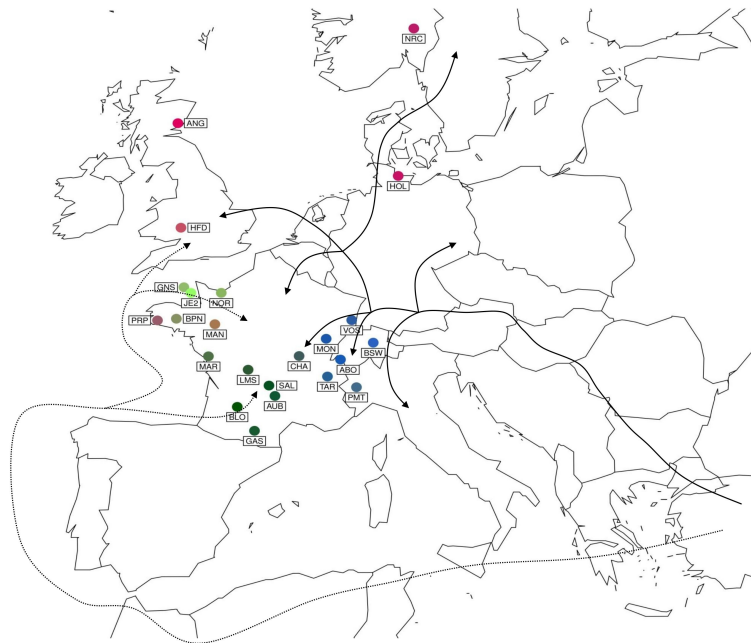 NRC
ANG
HOL
HFD
GNS
JE2
NOR
PRP
BPN
MAN
VOS
MON
BSW
MAR
CHA
ABO
LMS
TAR
SAL
PMT
AUB
BLO
GAS